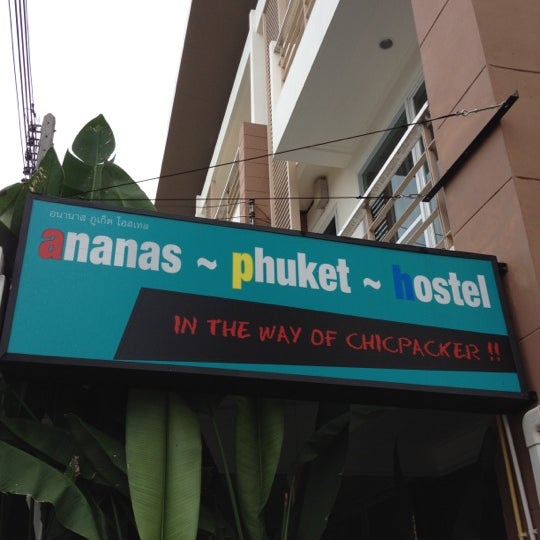 อนานาส ภูเก็ต โฮสเทล
ananas ~ phuket ~ hostel
IN THE WAY OF CHICPACKER !!